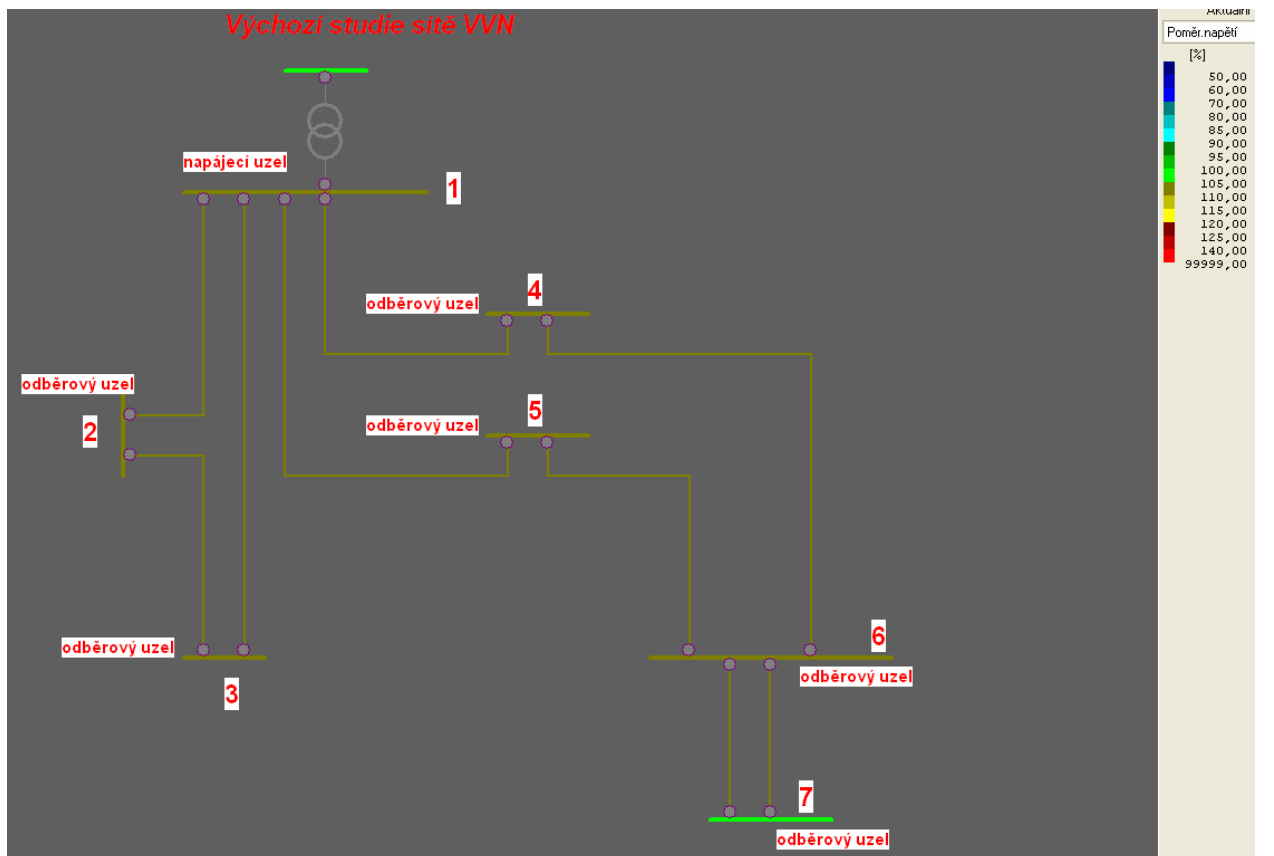 Výchozí studie sítě VVN
Aktuální
Poměr.napětí
[%]
50,00
60,00
70,00
80,00
85,00
90,00
95,00
100,00
105,00
110,00
115,00
120,00
125,00
140,00
99999,00
napájecí uzel
1
odběrový uzel
4
odběrový uzel
2
odběrový uzel
5
odběrový uzel
3
6
odběrový uzel
7
odběrový uzel